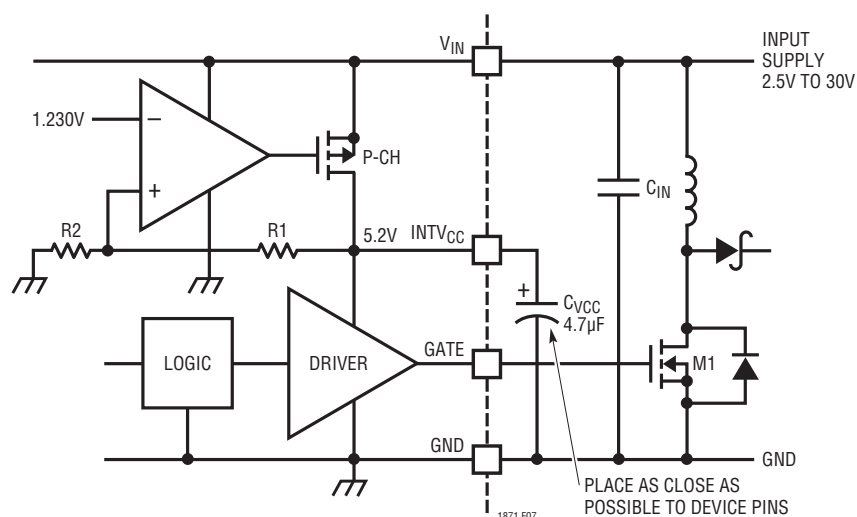 V_IN
INPUT
SUPPLY
2.5V TO 30V
1.230V
−
P-CH
+
C_IN
R2
R1
5.2V
INTV_CC
+
C_VCC
4.7µF
LOGIC
DRIVER
GATE
M1
GND
GND
PLACE AS CLOSE AS
POSSIBLE TO DEVICE PINS
1871 F07